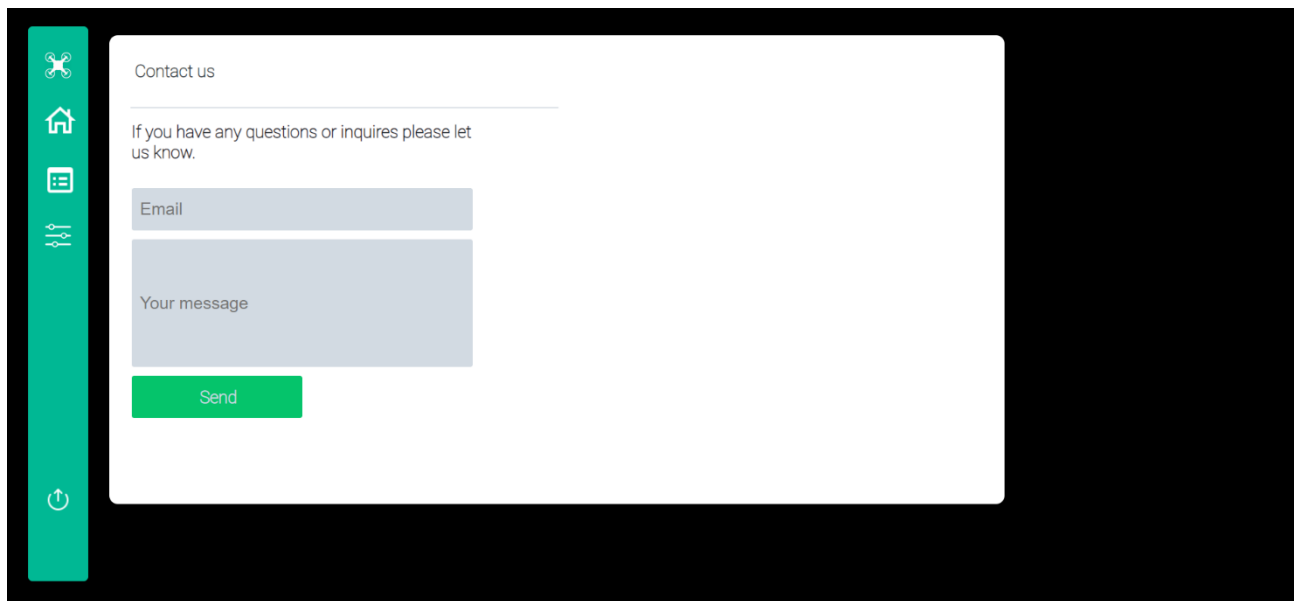 Contact us
If you have any questions or inquires please let
us know.
Email
Your message
Send